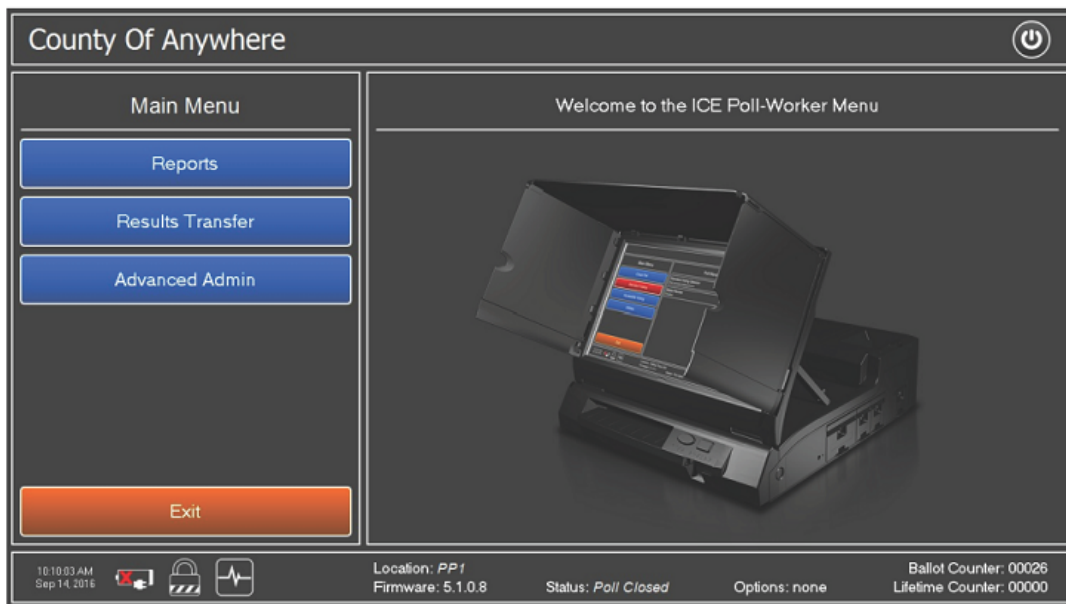 County Of Anywhere
Main Menu
Reports
Results Transfer
Advanced Admin
Exit
Welcome to the ICE Poll-Worker Menu
10:10:03 AM
Sep 14, 2016
Location: PP1
Firmware: 5.1.0.8
Status: Poll Closed
Options: none
Ballot Counter: 00026
Lifetime Counter: 00000